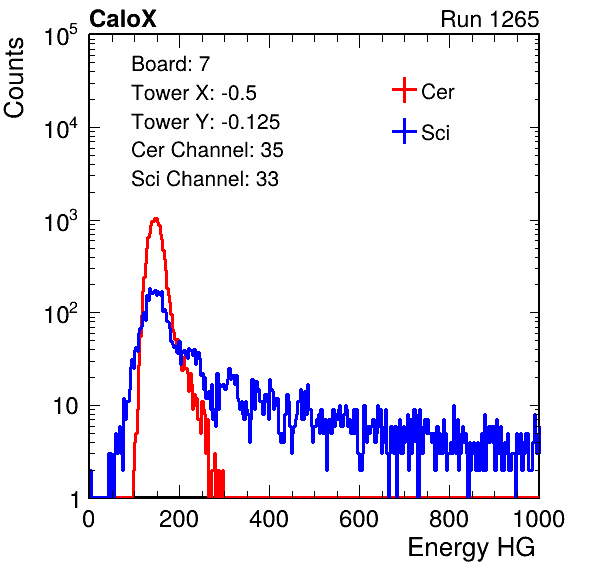 CaloX Run 1265
10^5
Board: 7
Tower X: -0.5
Tower Y: -0.125
Cer Channel: 35
Sci Channel: 33
Cer
Sci
Counts
10^4
10^3
10^2
10
1
0 200 400 600 800 1000
Energy HG